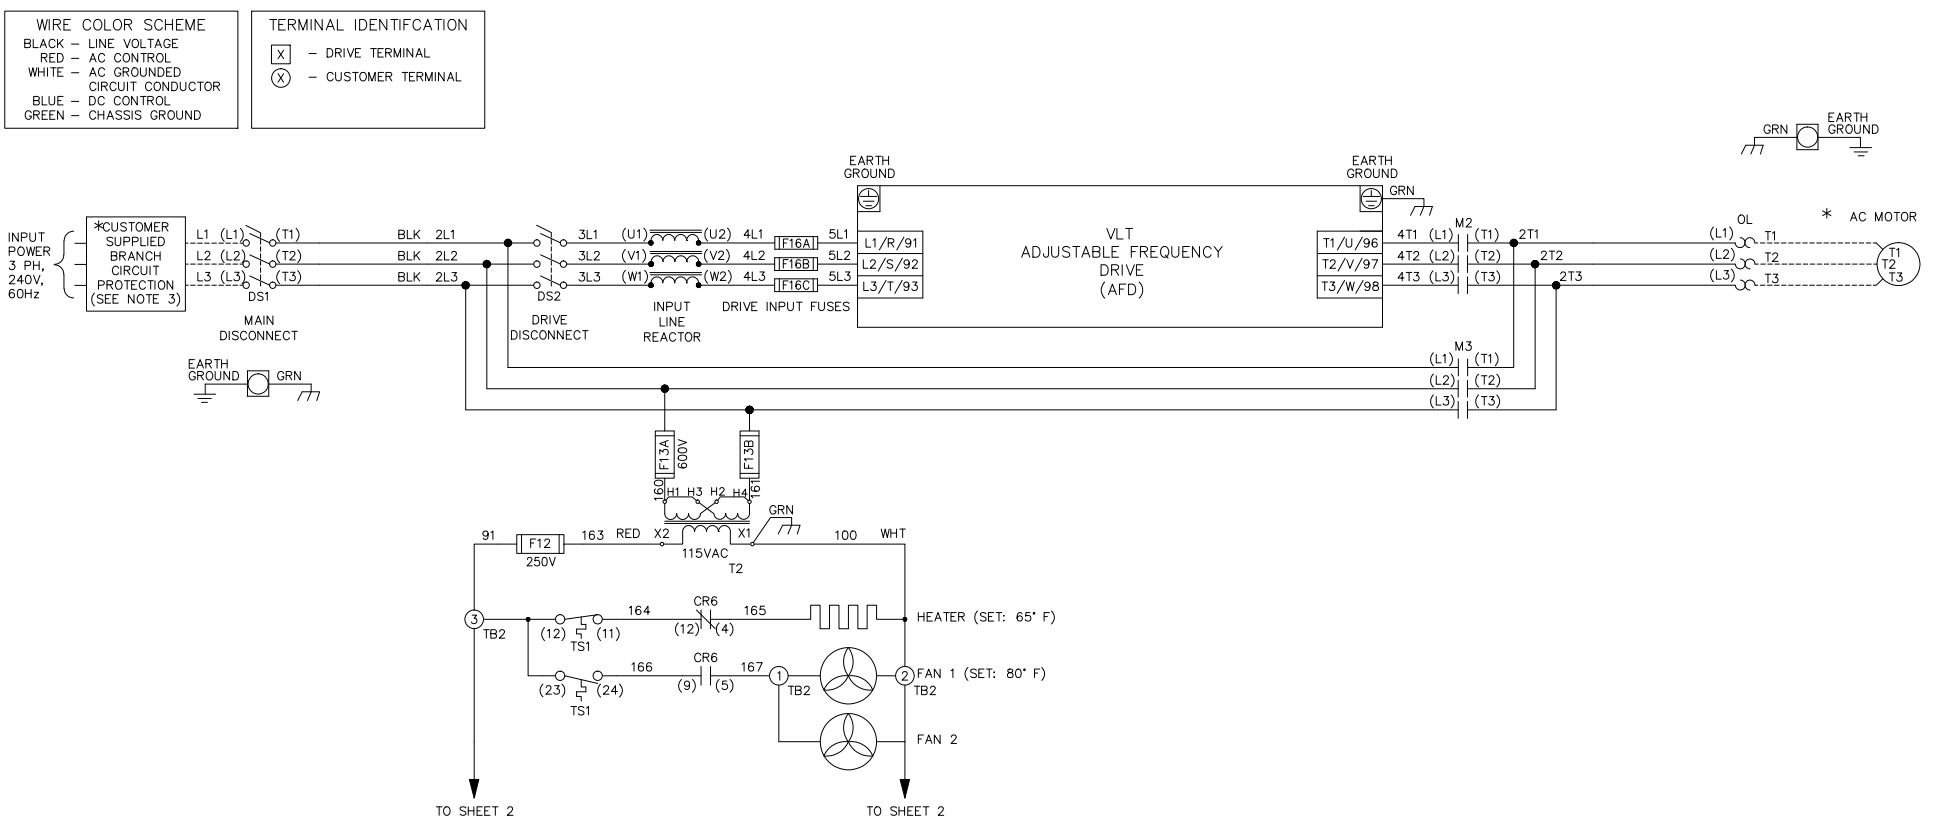 WIRE COLOR SCHEME
BLACK – LINE VOLTAGE
RED – AC CONTROL
WHITE – AC GROUNDED
CIRCUIT CONDUCTOR
BLUE – DC CONTROL
GREEN – CHASSIS GROUND
TERMINAL IDENTIFCATION
X – DRIVE TERMINAL
X – CUSTOMER TERMINAL
GRN
EARTH
GROUND
EARTH
GROUND
EARTH
GROUND
GRN
INPUT
POWER
3 PH,
240V,
60Hz
*CUSTOMER
SUPPLIED
BRANCH
CIRCUIT
PROTECTION
(SEE NOTE 3)
L1 (L1) (T1) BLK 2L1 3L1 (U1) (U2) 4L1 F16A 5L1 L1/R/91
L2 (L2) (T2) BLK 2L2 3L2 (V1) (V2) 4L2 F16B 5L2 L2/S/92
L3 (L3) (T3) BLK 2L3 3L3 (W1) (W2) 4L3 F16C 5L3 L3/T/93
DS1
MAIN
DISCONNECT
DS2
DRIVE
DISCONNECT
INPUT
LINE
REACTOR
DRIVE INPUT FUSES
VLT
ADJUSTABLE FREQUENCY
DRIVE
(AFD)
M2
OL
* AC MOTOR
T1/U/96 4T1 (L1) (T1) 2T1 (L1) T1
T2/V/97 4T2 (L2) (T2) 2T2 (L2) T2
T3/W/98 4T3 (L3) (T3) 2T3 (L3) T3
T1
T2
T3
M3
(L1) (T1)
(L2) (T2)
(L3) (T3)
EARTH
GROUND
GRN
F13A
600V
F13B
160
161
H1 H3 H2 H4
GRN
91 F12 163 RED X2 X1 100 WHT
250V
115VAC
T2
3
TB2
(12) (11) 164 CR6 165
TS1
(12) (4)
HEATER (SET: 65° F)
(23) (24) 166 CR6 167
TS1
(9) (5)
1
TB2
2
TB2
FAN 1 (SET: 80° F)
FAN 2
TO SHEET 2
TO SHEET 2